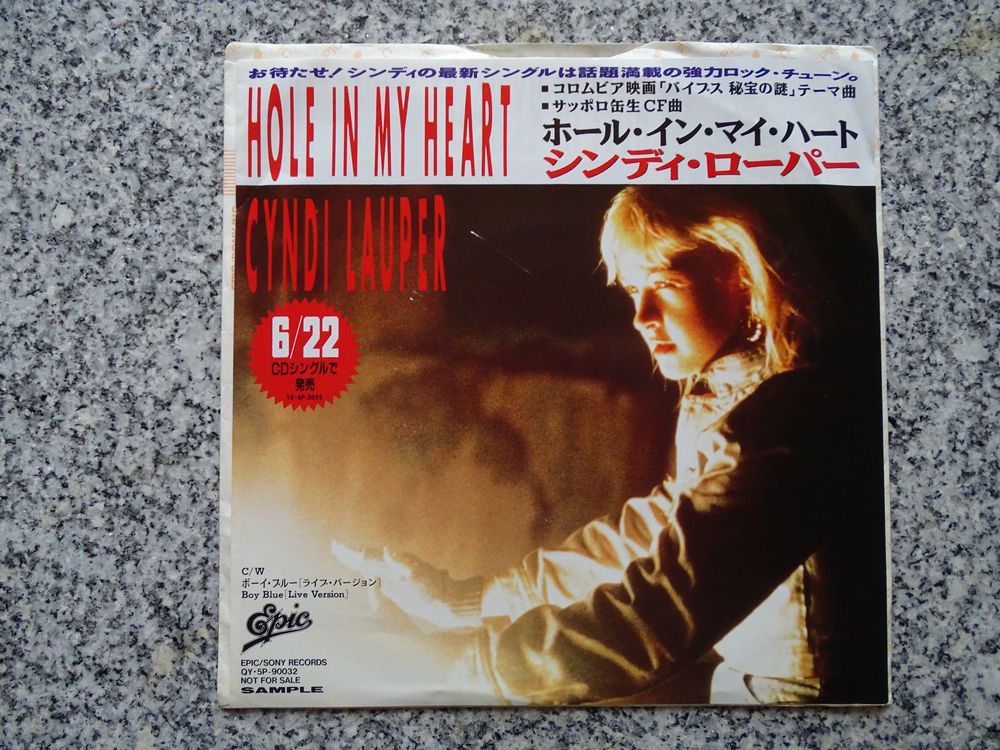 お待たせ!シンディの最新シングルは話題満載の強力ロック・チューン。
HOLE IN MY HEART
■コロムビア映画「バイブス 秘宝の謎」テーマ曲
■サッポロ缶生CF曲
ホール・イン・マイ・ハート
シンディ・ローパー
CYNDI LAUPER
6/22
CDシングルで
発売
10・8P-3024
C/W
ボーイ・ブルー[ライブ・バージョン]
Boy Blue[Live Version]
Epic
EPIC/SONY RECORDS
QY・5P-90032
NOT FOR SALE
SAMPLE